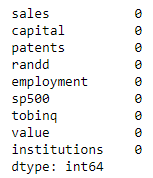 sales 0
capital 0
patents 0
randd 0
employment 0
sp500 0
tobinq 0
value 0
institutions 0
dtype: int64